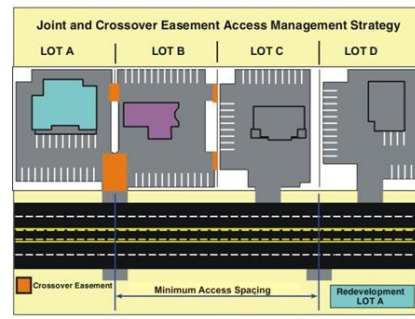 Joint and Crossover Easement Access Management Strategy
LOT A
LOT B
LOT C
LOT D
Crossover Easement
Minimum Access Spacing
Redevelopment
LOT A